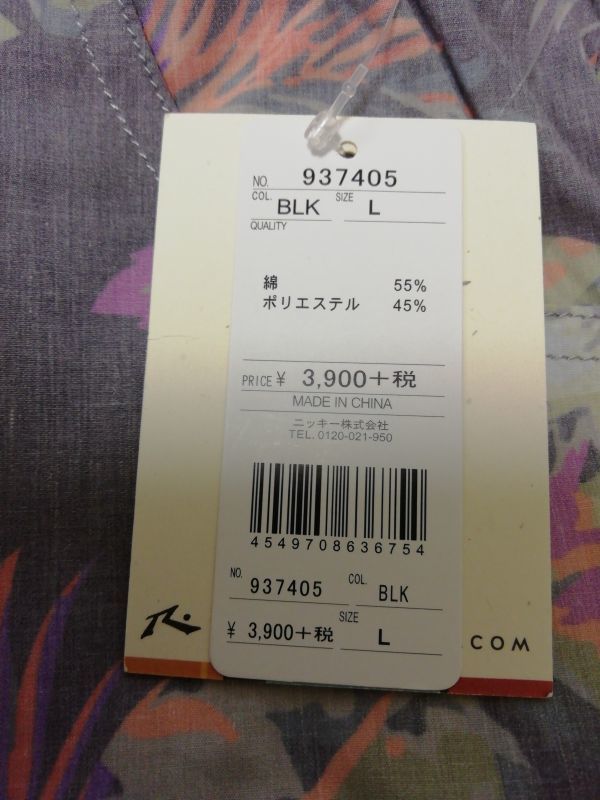 NO. 937405
COL. BLK SIZE L
QUALITY
綿 55%
ポリエステル 45%
PRICE ¥ 3,900+税
MADE IN CHINA
ニッキー株式会社
TEL. 0120-021-950
4549708636754
NO. 937405 COL. BLK
¥ 3,900+税 SIZE L
.COM